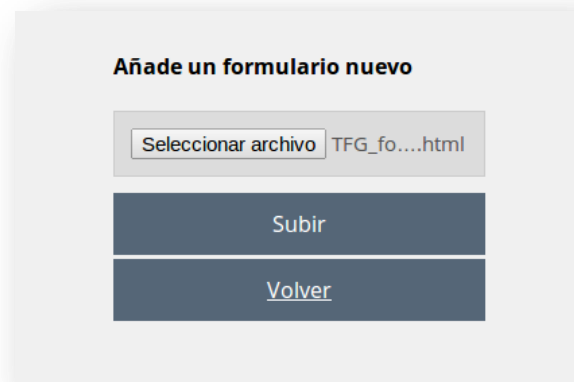 Añade un formulario nuevo
Seleccionar archivo TFG_fo....html
Subir
Volver